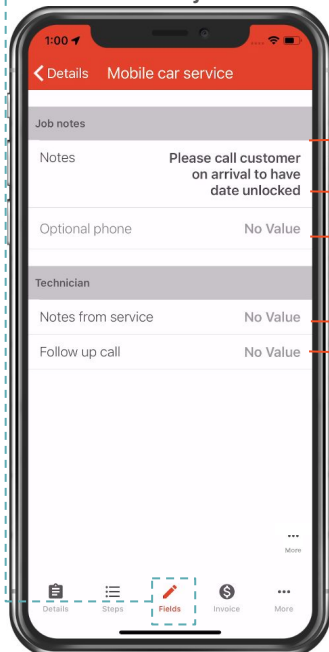 1:00
Details Mobile car service
Job notes
Notes Please call customer
on arrival to have
date unlocked
Optional phone No Value
Technician
Notes from service No Value
Follow up call No Value
More
Details Steps Fields Invoice More